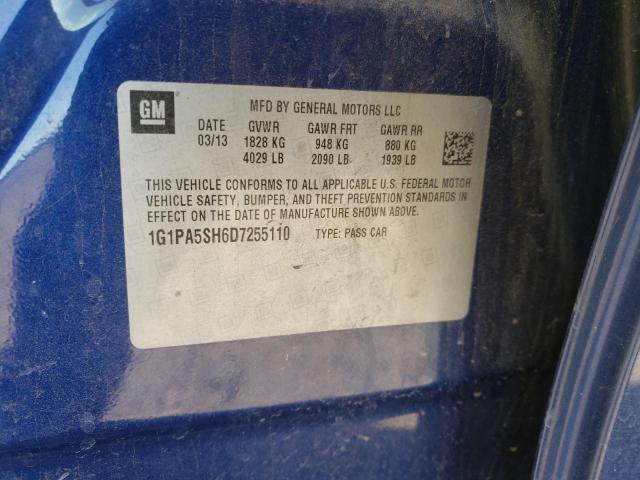 GM
MFD BY GENERAL MOTORS LLC
DATE GVWR GAWR FRT GAWR RR
03/13 1828 KG 948 KG 880 KG
4029 LB 2090 LB 1939 LB
THIS VEHICLE CONFORMS TO ALL APPLICABLE U.S. FEDERAL MOTOR
VEHICLE SAFETY, BUMPER, AND THEFT PREVENTION STANDARDS IN
EFFECT ON THE DATE OF MANUFACTURE SHOWN ABOVE.
1G1PA5SH6D7255110 TYPE: PASS CAR